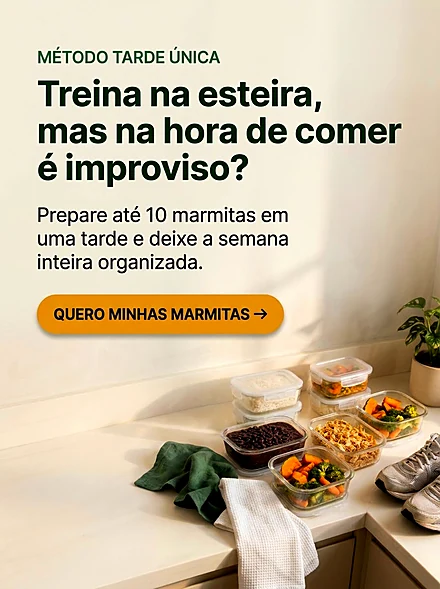 MÉTODO TARDE ÚNICA
Treina na esteira,
mas na hora de comer
é improviso?
Prepare até 10 marmitas em
uma tarde e deixe a semana
inteira organizada.
QUERO MINHAS MARMITAS →